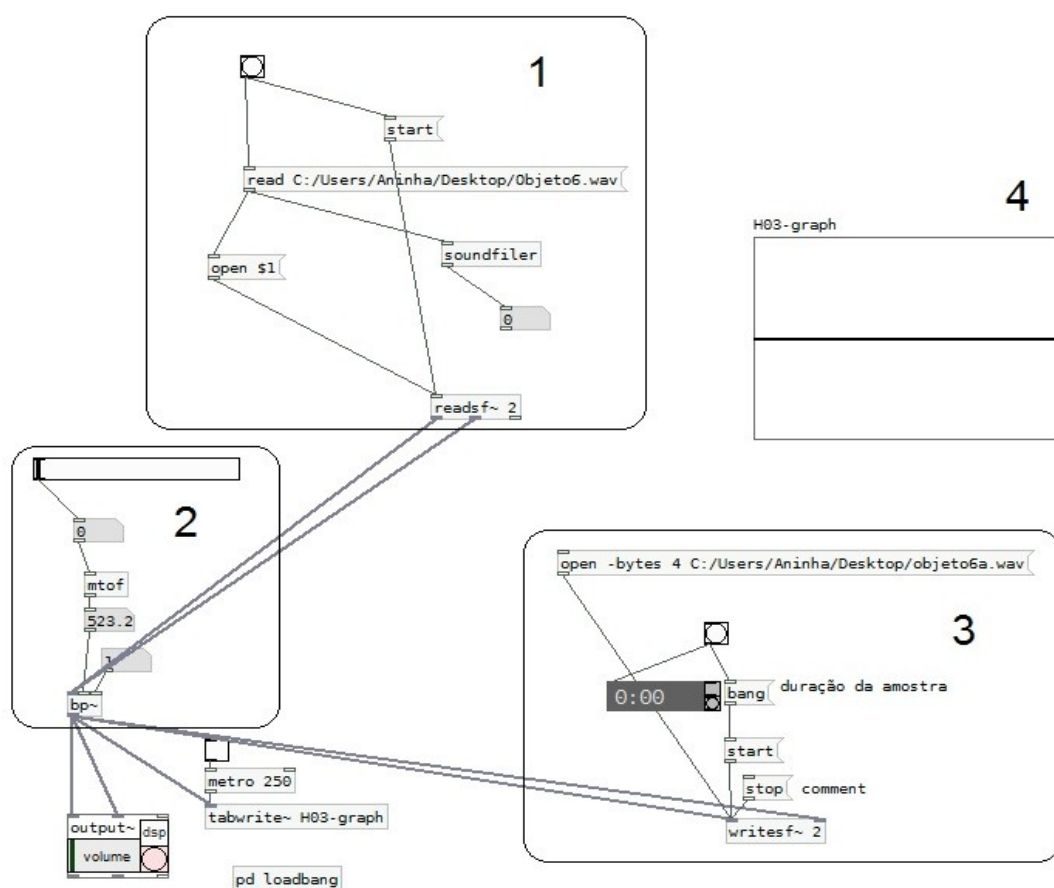 1
start
read C:/Users/Aninha/Desktop/Objeto6.wav
open $1
soundfiler
0
readsf~ 2
4
H03-graph
2
0
mtof
523.2
1
bp~
metro 250
tabwrite~ H03-graph
output~
dsp
volume
pd loadbang
open -bytes 4 C:/Users/Aninha/Desktop/objeto6a.wav
3
0:00
bang
duração da amostra
start
stop
comment
writesf~ 2